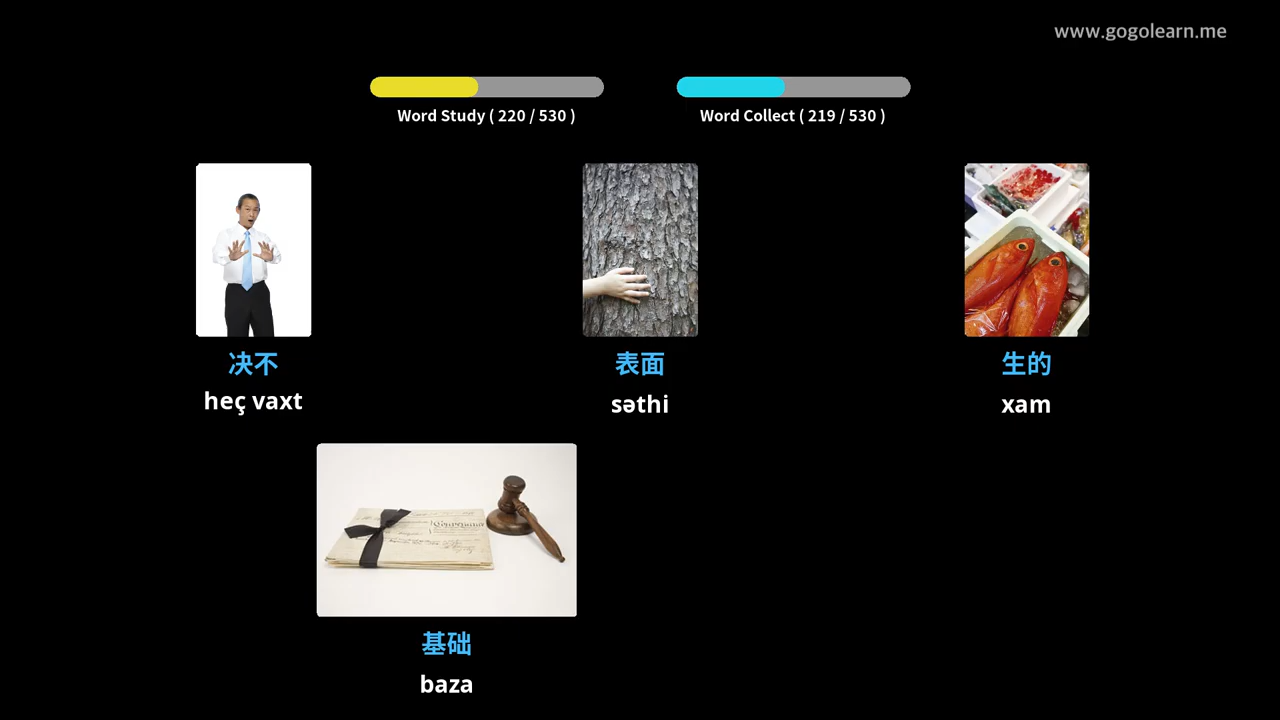 www.gogolearn.me
Word Study ( 220 / 530 )
Word Collect ( 219 / 530 )
决不
heç vaxt
表面
səthi
生的
xam
基础
baza